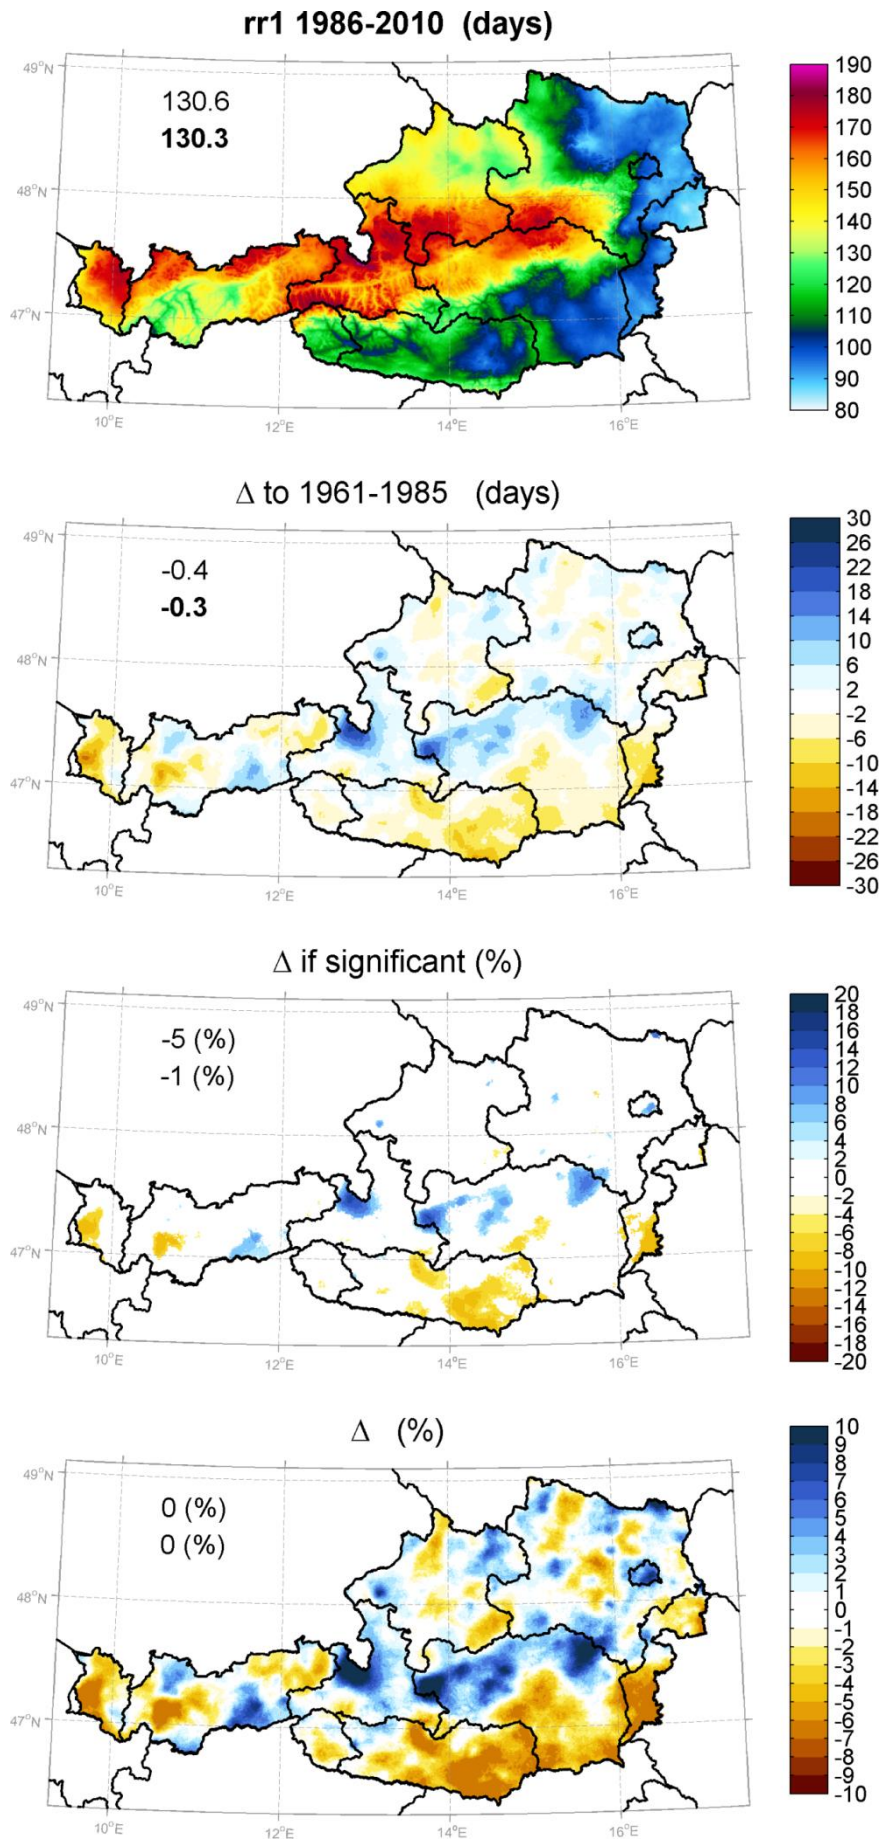 rr1 1986-2010 (days)
49°N
48°N
47°N
130.6
130.3
10°E
12°E
14°E
16°E
190
180
170
160
150
140
130
120
110
100
90
80
Δ to 1961-1985 (days)
49°N
48°N
47°N
-0.4
-0.3
10°E
12°E
14°E
16°E
30
26
22
18
14
10
6
2
-2
-6
-10
-14
-18
-22
-26
-30
Δ if significant (%)
49°N
48°N
47°N
-5 (%)
-1 (%)
10°E
12°E
14°E
16°E
20
18
16
14
12
10
8
6
4
2
0
-2
-4
-6
-8
-10
-12
-14
-16
-18
-20
Δ (%)
49°N
48°N
47°N
0 (%)
0 (%)
10°E
12°E
14°E
16°E
10
9
8
7
6
5
4
3
2
1
0
-1
-2
-3
-4
-5
-6
-7
-8
-9
-10